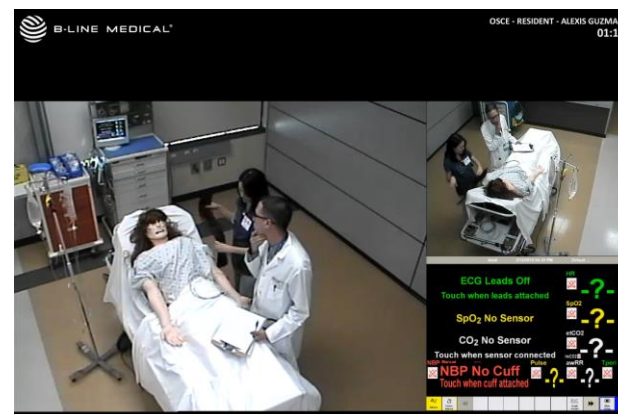 B-LINE MEDICAL®
OSCE - RESIDENT - ALEXIS GUZMA
01:1
ECG Leads Off
Touch when leads attached
HR
-?-
SpO2
SpO₂ No Sensor
-?-
etCO2
CO₂ No Sensor
-?-
Touch when sensor connected
awRR
Tperi
NBP
Pulse
NBP No Cuff
-?-
-?-
Touch when cuff attached